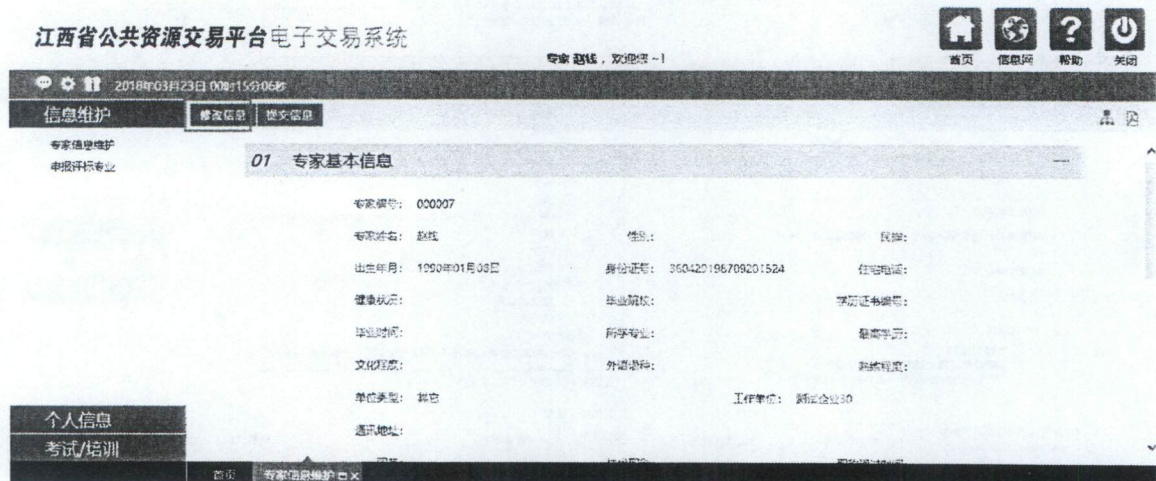 江西省公共资源交易平台电子交易系统
专家 赵钱，欢迎您 ~!
首页 信息网 帮助 关闭
2018年03月23日 00时15分06秒
信息维护 修改信息 提交信息
专家信息维护
申报评标专业
01 专家基本信息
专家编号： 000007
专家姓名： 性别： 民族：
出生年月： 1990年01月08日 身份证号： 住宅电话：
健康状况： 毕业院校： 学历证书编号：
毕业时间： 所学专业： 最高学历：
文化程度： 外语语种： 熟练程度：
单位类型： 其它 工作单位： 测试企业30
通讯地址：
个人信息
考试/培训
首页 专家信息维护